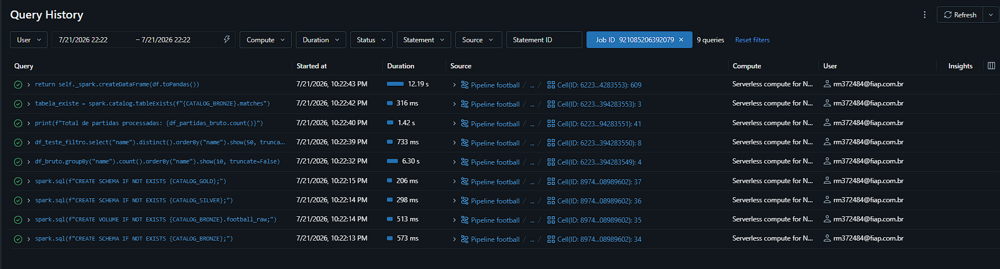 Query History
Refresh
User 7/21/2026 22:22 – 7/21/2026 22:22 Compute Duration Status Statement Source Statement ID Job ID 921085206392079 × 9 queries Reset filters
Query Started at Duration Source Compute User Insights
return self._spark.createDataFrame(df.toPandas()) 7/21/2026, 10:22:43 PM 12.19 s Pipeline football / ... / Cell(ID: 6223...4283553): 609 Serverless compute for N... rm372484@fiap.com.br
tabela_existe = spark.catalog.tableExists(f"{CATALOG_BRONZE}.matches") 7/21/2026, 10:22:42 PM 316 ms Pipeline football / ... / Cell(ID: 6223...394283553): 3 Serverless compute for N... rm372484@fiap.com.br
print(f"Total de partidas processadas: {df_partidas_bruto.count()}") 7/21/2026, 10:22:40 PM 1.42 s Pipeline football / ... / Cell(ID: 6223...94283551): 41 Serverless compute for N... rm372484@fiap.com.br
df_teste_filtro.select("name").distinct().orderBy("name").show(50, trunca... 7/21/2026, 10:22:39 PM 733 ms Pipeline football / ... / Cell(ID: 6223...394283550): 8 Serverless compute for N... rm372484@fiap.com.br
df_bruto.groupBy("name").count().orderBy("name").show(10, truncate=False) 7/21/2026, 10:22:32 PM 6.30 s Pipeline football / ... / Cell(ID: 6223...394394549): 4 Serverless compute for N... rm372484@fiap.com.br
spark.sql(f"CREATE SCHEMA IF NOT EXISTS {CATALOG_GOLD};") 7/21/2026, 10:22:15 PM 206 ms Pipeline football / ... / Cell(ID: 8974...08989602): 37 Serverless compute for N... rm372484@fiap.com.br
spark.sql(f"CREATE SCHEMA IF NOT EXISTS {CATALOG_SILVER};") 7/21/2026, 10:22:14 PM 298 ms Pipeline football / ... / Cell(ID: 8974...08989602): 36 Serverless compute for N... rm372484@fiap.com.br
spark.sql(f"CREATE VOLUME IF NOT EXISTS {CATALOG_BRONZE}.football_raw;") 7/21/2026, 10:22:14 PM 513 ms Pipeline football / ... / Cell(ID: 8974...08989602): 35 Serverless compute for N... rm372484@fiap.com.br
spark.sql(f"CREATE SCHEMA IF NOT EXISTS {CATALOG_BRONZE};") 7/21/2026, 10:22:13 PM 573 ms Pipeline football / ... / Cell(ID: 8974...08989602): 34 Serverless compute for N... rm372484@fiap.com.br